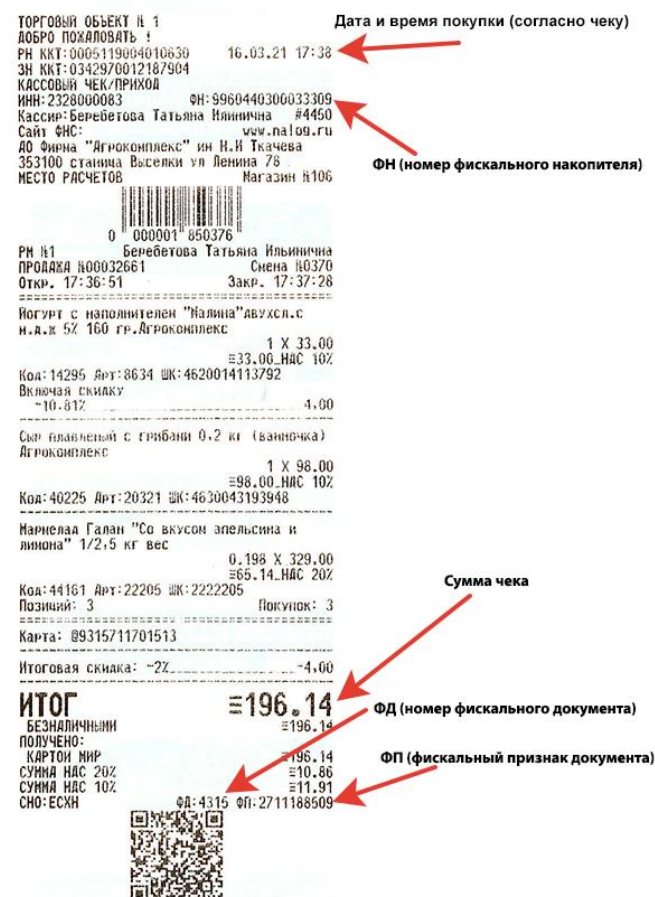 ТОРГОВЫЙ ОБЪЕКТ № 1
Дата и время покупки (согласно чеку)
ДОБРО ПОЖАЛОВАТЬ !
РН ККТ:0005119004010630 16.03.21 17:38
ЗН ККТ:0342970012187904
КАССОВЫЙ ЧЕК/ПРИХОД
ИНН:2328000083 ФН:9960440300033309
Кассир:Беребетова Татьяна Илинична #4450
Сайт ФНС: www.nalog.ru
АО Фирма "Агрокомплекс" им Н.И Ткачева
ФН (номер фискального накопителя)
353100 станица Выселки ул Ленина 78
МЕСТО РАСЧЕТОВ Магазин №106
0 000001 850376
РМ №1 Беребетова Татьяна Ильинична
ПРОДАЖА №00032661 Смена №0370
Откр. 17:36:51 Закр. 17:37:28
Йогурт с наполнителем "Малина"двухсл.с
м.д.ж 5% 160 гр.Агрокомплекс
1 X 33.00
≡33.00_НДС 10%
Код:14295 Арт:8634 ШК:4620014113792
Включая скидку
~10.81% 4.00
Сыр плавленый с грибами 0,2 кг (ванночка)
Агрокомплекс
1 X 98.00
≡98.00_НДС 10%
Код:40225 Арт:20321 ШК:4630043193948
Мармелад Галан "Со вкусом апельсина и
лимона" 1/2,5 кг вес
0.198 X 329.00
≡65.14_НДС 20%
Сумма чека
Код:44161 Арт:22205 ШК:2222205
Позиций: 3 Покупок: 3
Карта: @9315711701513
Итоговая скидка: ~2% ~4.00
ИТОГ ≡196.14
ФД (номер фискального документа)
БЕЗНАЛИЧНЫМИ ≡196.14
ПОЛУЧЕНО:
КАРТОЙ МИР ≡196.14
ФП (фискальный признак документа)
СУММА НДС 20% ≡10.86
СУММА НДС 10% ≡11.91
СНО:ЕСХН ФД:4315 ФП:2711188509